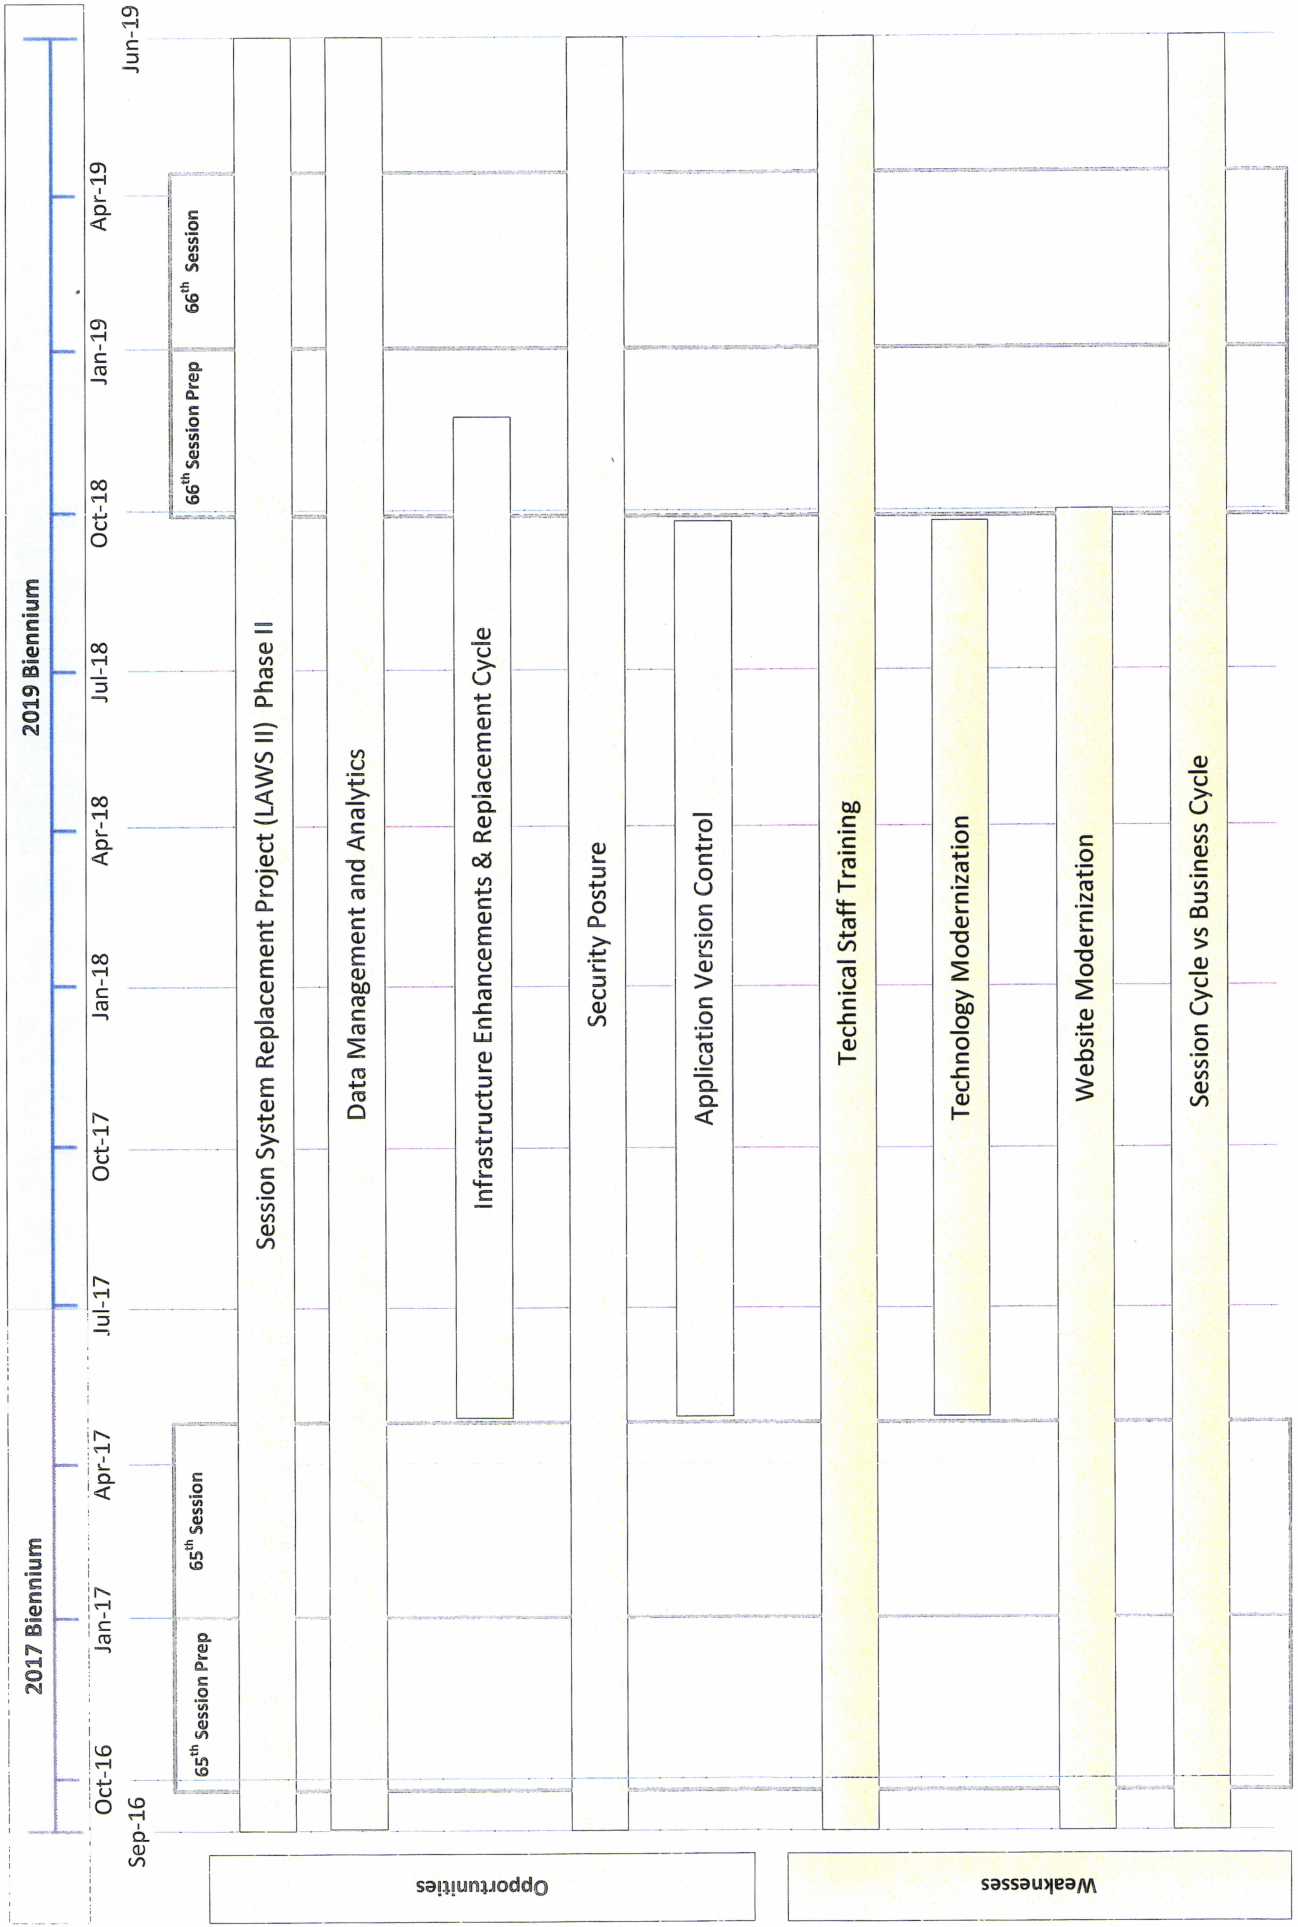 2017 Biennium
2019 Biennium
Sep-16
Oct-16
Jan-17
Apr-17
Jul-17
Oct-17
Jan-18
Apr-18
Jul-18
Oct-18
Jan-19
Apr-19
Jun-19
65th Session Prep
65th Session
66th Session Prep
66th Session
Opportunities
Session System Replacement Project (LAWS II) Phase II
Data Management and Analytics
Infrastructure Enhancements & Replacement Cycle
Security Posture
Application Version Control
Weaknesses
Technical Staff Training
Technology Modernization
Website Modernization
Session Cycle vs Business Cycle